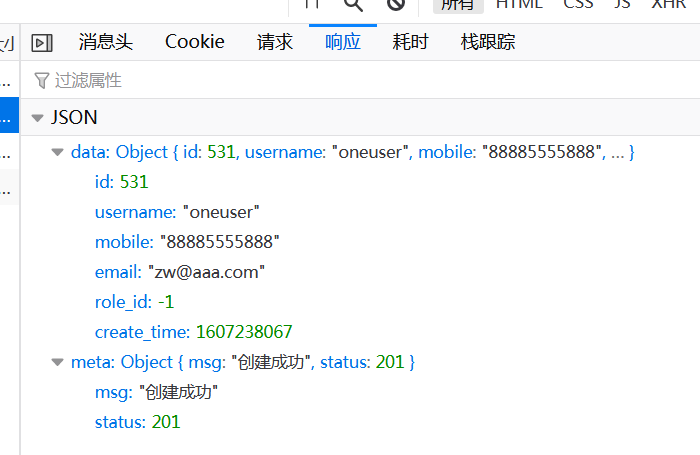 所有 HTML CSS JS XHR
消息头 Cookie 请求 响应 耗时 栈跟踪
过滤属性
JSON
data: Object { id: 531, username: "oneuser", mobile: "88885555888", … }
id: 531
username: "oneuser"
mobile: "88885555888"
email: "zw@aaa.com"
role_id: -1
create_time: 1607238067
meta: Object { msg: "创建成功", status: 201 }
msg: "创建成功"
status: 201